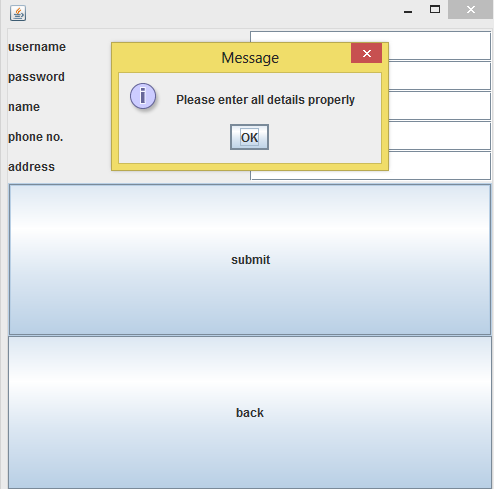 Message
username
Please enter all details properly
password
name
OK
phone no.
address
submit
back